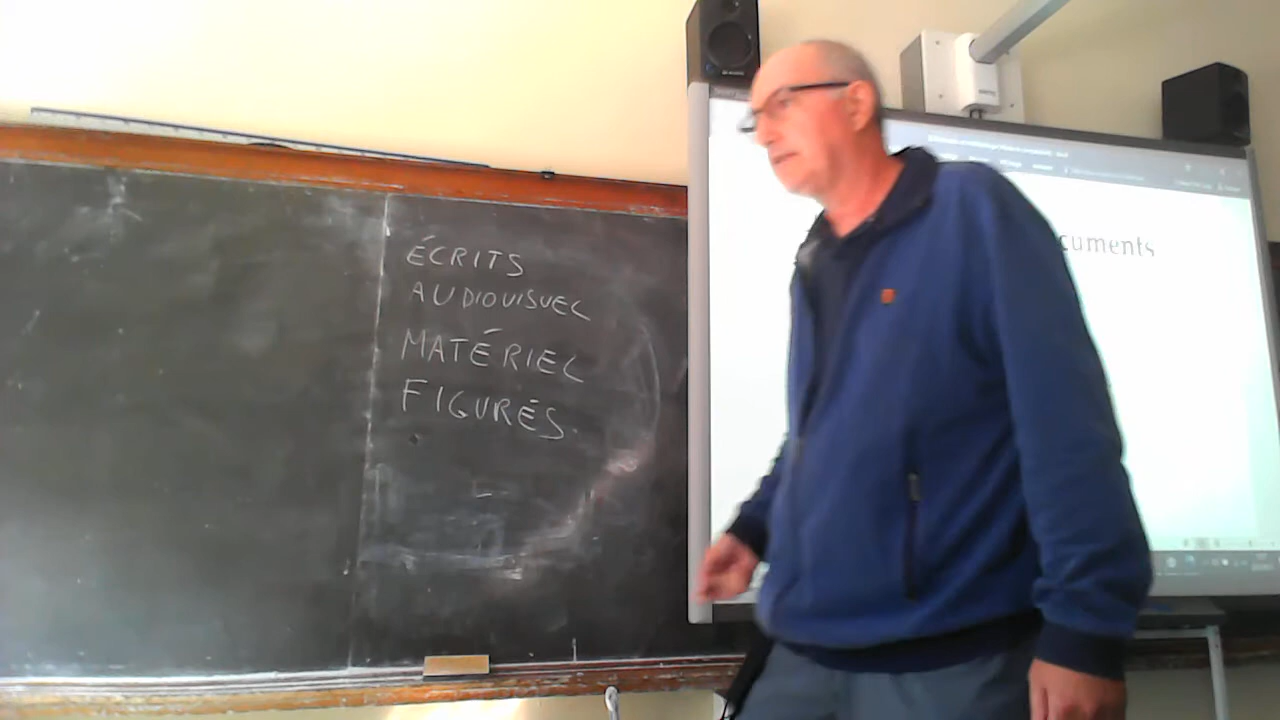 ÉCRITS
AUDIOVISUEL
MATÉRIEL
FIGURÉS
cuments